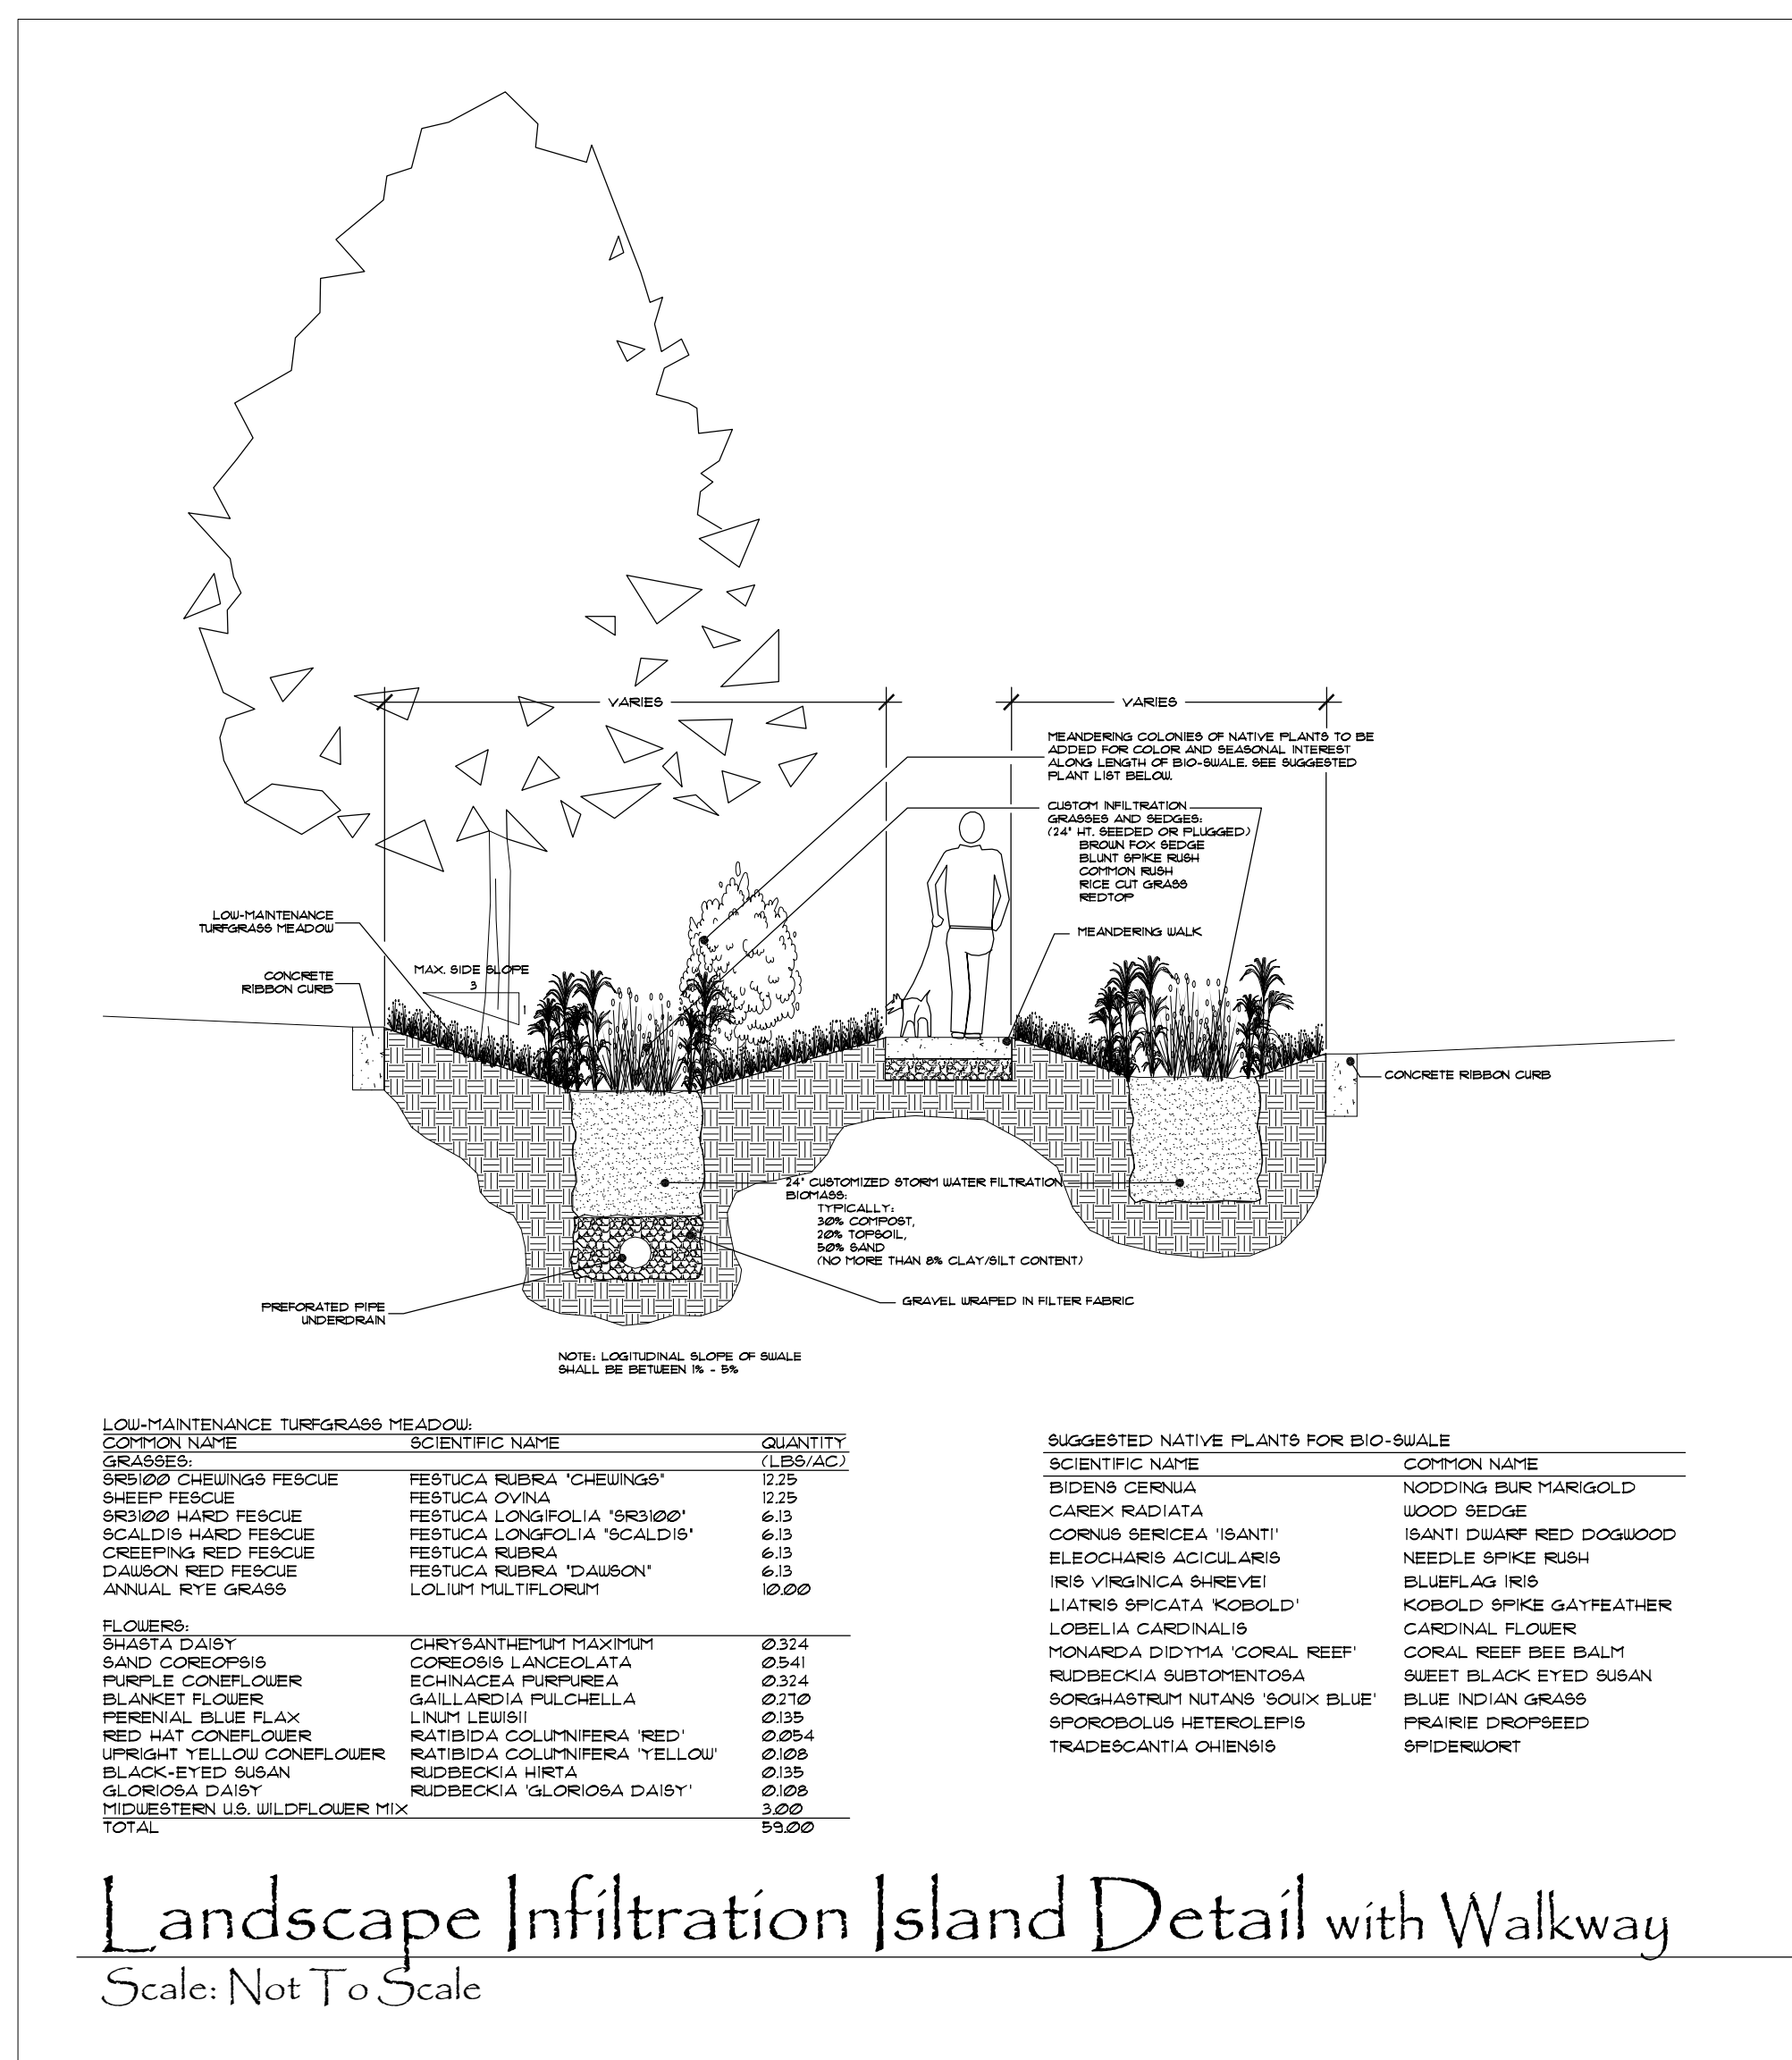 VARIES
VARIES
MEANDERING COLONIES OF NATIVE PLANTS TO BE
ADDED FOR COLOR AND SEASONAL INTEREST
ALONG LENGTH OF BIO-SWALE. SEE SUGGESTED
PLANT LIST BELOW.
CUSTOM INFILTRATION
GRASSES AND SEDGES:
(24" HT. SEEDED OR PLUGGED)
BROWN FOX SEDGE
BLUNT SPIKE RUSH
COMMON RUSH
RICE CUT GRASS
REDTOP
MEANDERING WALK
LOW-MAINTENANCE
TURFGRASS MEADOW
CONCRETE
RIBBON CURB
MAX. SIDE SLOPE
3
1
CONCRETE RIBBON CURB
24" CUSTOMIZED STORM WATER FILTRATION
BIOMASS:
TYPICALLY:
30% COMPOST,
20% TOPSOIL,
50% SAND
(NO MORE THAN 8% CLAY/SILT CONTENT)
GRAVEL WRAPED IN FILTER FABRIC
PREFORATED PIPE
UNDERDRAIN
NOTE: LOGITUDINAL SLOPE OF SWALE
SHALL BE BETWEEN 1% - 5%
LOW-MAINTENANCE TURFGRASS MEADOW:
COMMON NAME SCIENTIFIC NAME QUANTITY
GRASSES: (LBS/AC)
SR5100 CHEWINGS FESCUE FESTUCA RUBRA "CHEWINGS" 12.25
SHEEP FESCUE FESTUCA OVINA 12.25
SR3100 HARD FESCUE FESTUCA LONGIFOLIA "SR3100" 6.13
SCALDIS HARD FESCUE FESTUCA LONGFOLIA "SCALDIS" 6.13
CREEPING RED FESCUE FESTUCA RUBRA 6.13
DAWSON RED FESCUE FESTUCA RUBRA "DAWSON" 6.13
ANNUAL RYE GRASS LOLIUM MULTIFLORUM 10.00
FLOWERS:
SHASTA DAISY CHRYSANTHEMUM MAXIMUM 0.324
SAND COREOPSIS COREOSIS LANCEOLATA 0.541
PURPLE CONEFLOWER ECHINACEA PURPUREA 0.324
BLANKET FLOWER GAILLARDIA PULCHELLA 0.270
PERENIAL BLUE FLAX LINUM LEWISII 0.135
RED HAT CONEFLOWER RATIBIDA COLUMNIFERA 'RED' 0.054
UPRIGHT YELLOW CONEFLOWER RATIBIDA COLUMNIFERA 'YELLOW' 0.108
BLACK-EYED SUSAN RUDBECKIA HIRTA 0.135
GLORIOSA DAISY RUDBECKIA 'GLORIOSA DAISY' 0.108
MIDWESTERN U.S. WILDFLOWER MIX 3.00
TOTAL 59.00
SUGGESTED NATIVE PLANTS FOR BIO-SWALE
SCIENTIFIC NAME COMMON NAME
BIDENS CERNUA NODDING BUR MARIGOLD
CAREX RADIATA WOOD SEDGE
CORNUS SERICEA 'ISANTI' ISANTI DWARF RED DOGWOOD
ELEOCHARIS ACICULARIS NEEDLE SPIKE RUSH
IRIS VIRGINICA SHREVEI BLUEFLAG IRIS
LIATRIS SPICATA 'KOBOLD' KOBOLD SPIKE GAYFEATHER
LOBELIA CARDINALIS CARDINAL FLOWER
MONARDA DIDYMA 'CORAL REEF' CORAL REEF BEE BALM
RUDBECKIA SUBTOMENTOSA SWEET BLACK EYED SUSAN
SORGHASTRUM NUTANS 'SOUIX BLUE' BLUE INDIAN GRASS
SPOROBOLUS HETEROLEPIS PRAIRIE DROPSEED
TRADESCANTIA OHIENSIS SPIDERWORT
Landscape Infiltration Island Detail with Walkway
Scale: Not To Scale